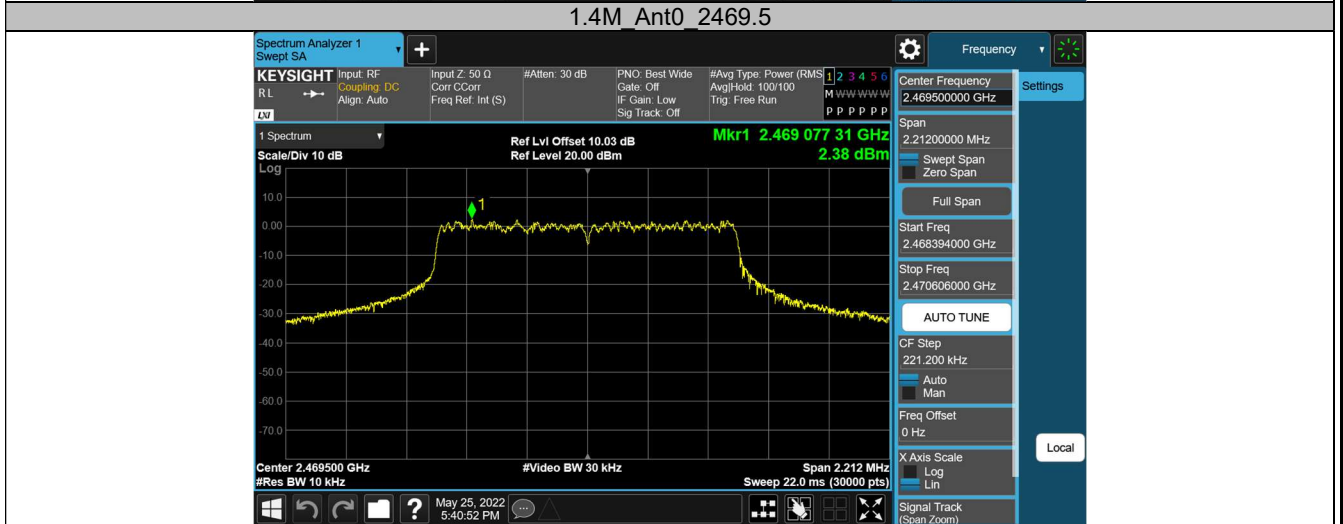 1.4M_Ant0_2469.5
Spectrum Analyzer 1
Swept SA
+
Frequency
KEYSIGHT
RL
LXI
Input: RF
Coupling: DC
Align: Auto
Input Z: 50 Ω
Corr CCorr
Freq Ref: Int (S)
#Atten: 30 dB
PNO: Best Wide
Gate: Off
IF Gain: Low
Sig Track: Off
#Avg Type: Power (RMS
Avg|Hold: 100/100
Trig: Free Run
1 2 3 4 5 6
M W W W W W
P P P P P P
1 Spectrum
Scale/Div 10 dB
Log
Ref Lvl Offset 10.03 dB
Ref Level 20.00 dBm
Mkr1 2.469 077 31 GHz
2.38 dBm
1
10.0
0.00
-10.0
-20.0
-30.0
-40.0
-50.0
-60.0
-70.0
Center 2.469500 GHz
#Res BW 10 kHz
#Video BW 30 kHz
Span 2.212 MHz
Sweep 22.0 ms (30000 pts)
Center Frequency
2.469500000 GHz
Settings
Span
2.21200000 MHz
Swept Span
Zero Span
Full Span
Start Freq
2.468394000 GHz
Stop Freq
2.470606000 GHz
AUTO TUNE
CF Step
221.200 kHz
Auto
Man
Freq Offset
0 Hz
X Axis Scale
Log
Lin
Local
Signal Track
(Span Zoom)
?
May 25, 2022
5:40:52 PM